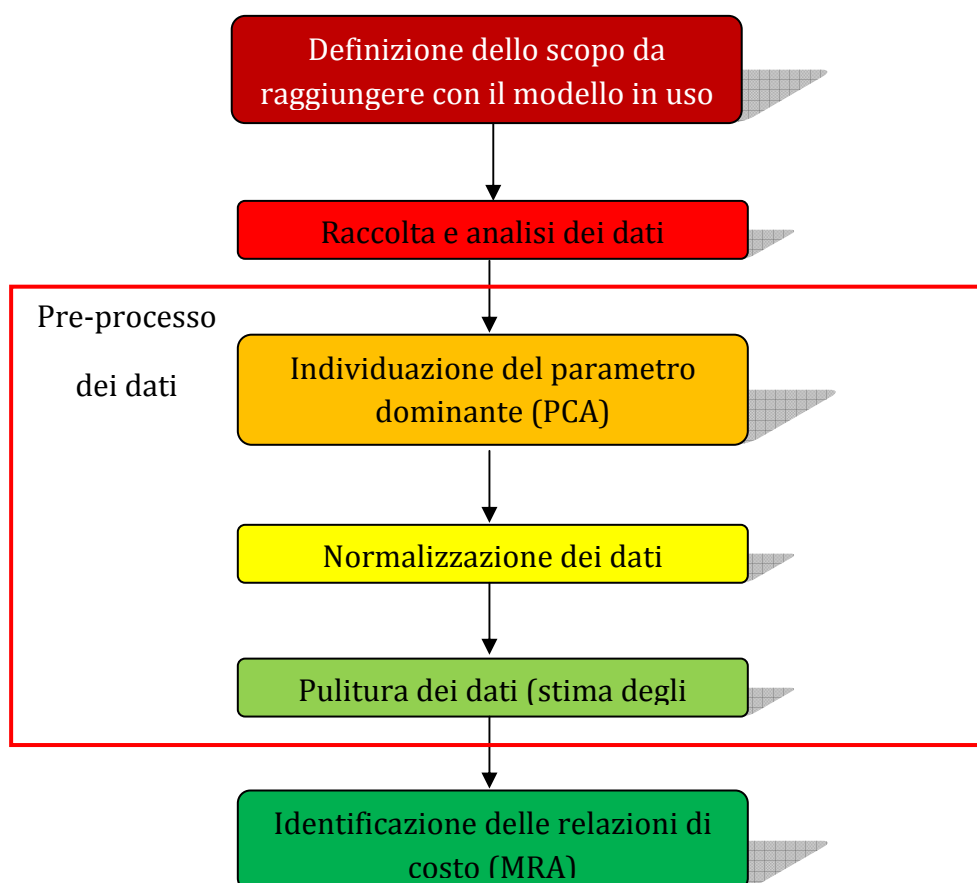 Definizione dello scopo da
raggiungere con il modello in uso
Raccolta e analisi dei dati
Pre-processo
dei dati
Individuazione del parametro
dominante (PCA)
Normalizzazione dei dati
Pulitura dei dati (stima degli
Identificazione delle relazioni di
costo (MRA)